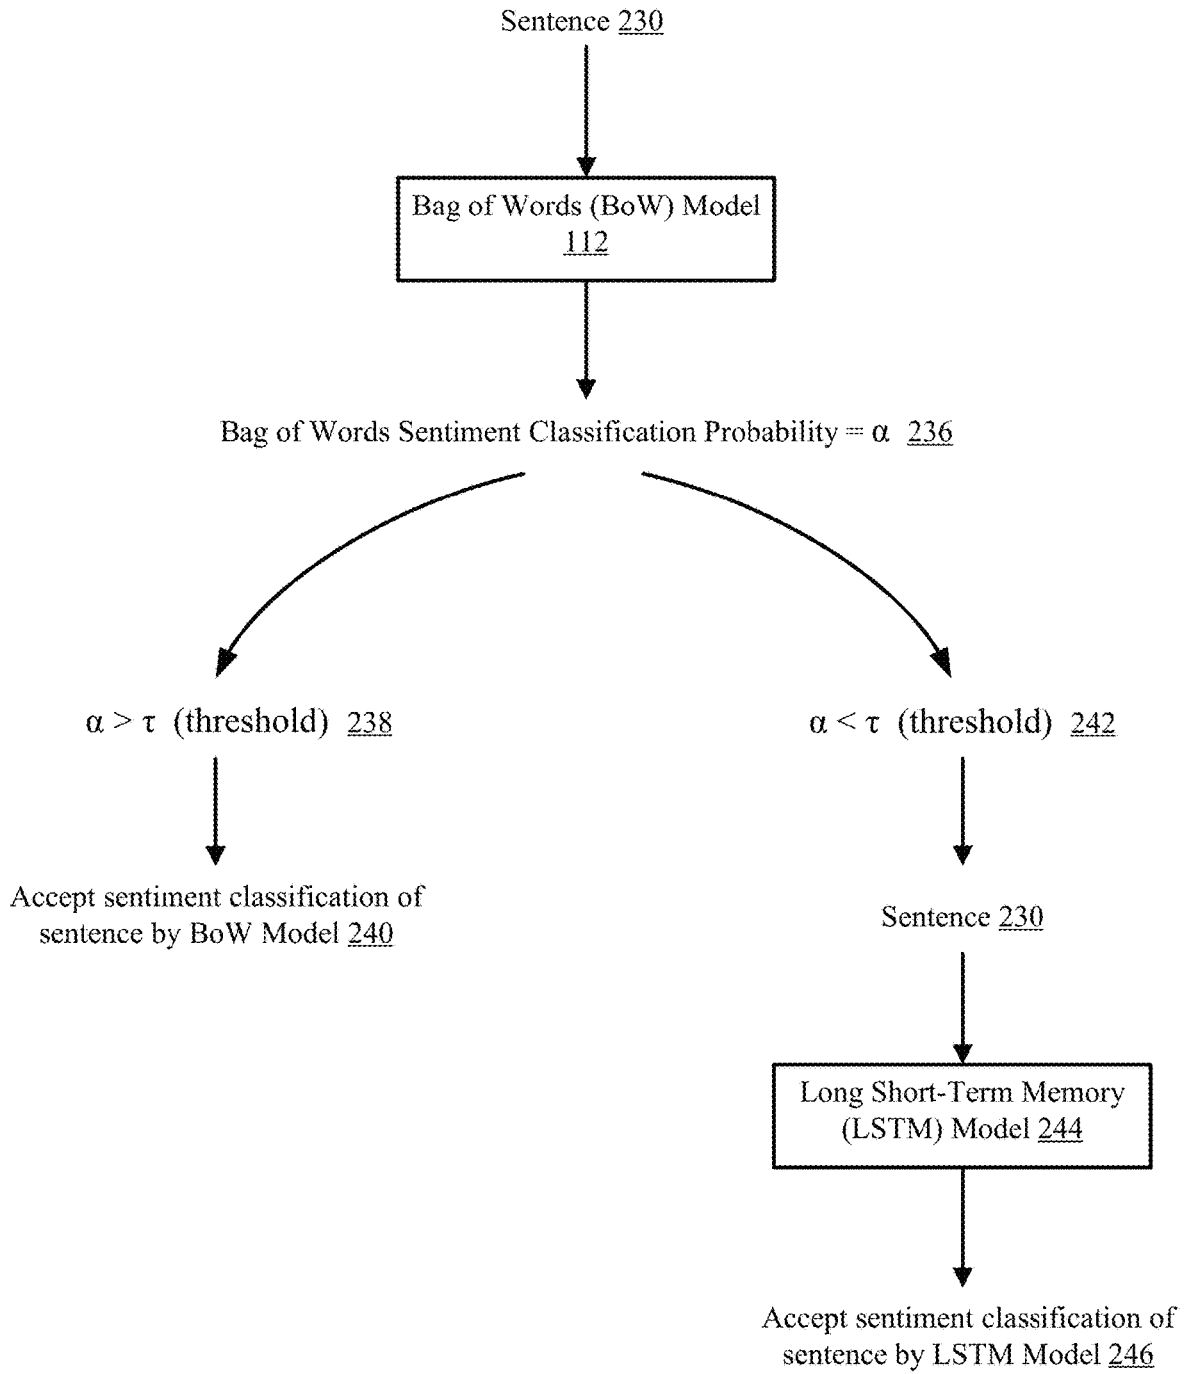 Sentence 230
Bag of Words (BoW) Model
112
Bag of Words Sentiment Classification Probability = α 236
α > τ (threshold) 238
α < τ (threshold) 242
Accept sentiment classification of
sentence by BoW Model 240
Sentence 230
Long Short-Term Memory
(LSTM) Model 244
Accept sentiment classification of
sentence by LSTM Model 246